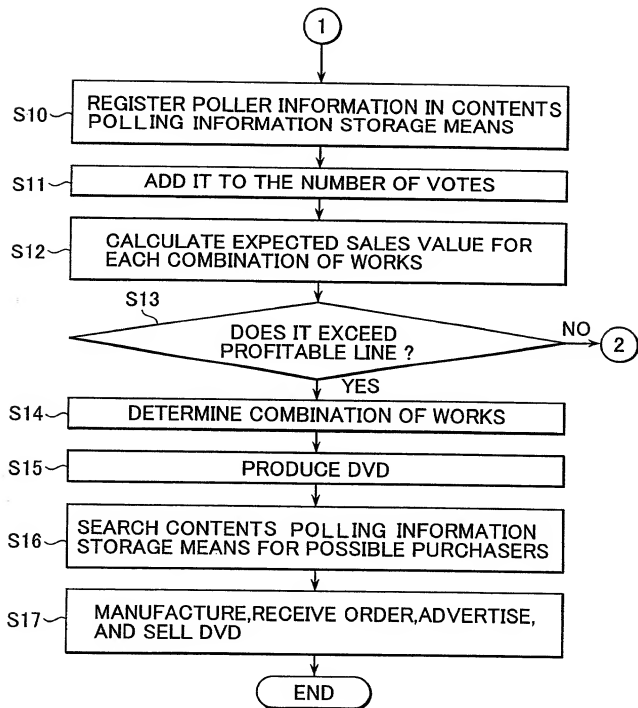 1
S10
REGISTER POLLER INFORMATION IN CONTENTS
POLLING INFORMATION STORAGE MEANS
S11
ADD IT TO THE NUMBER OF VOTES
S12
CALCULATE EXPECTED SALES VALUE FOR
EACH COMBINATION OF WORKS
S13
DOES IT EXCEED
PROFITABLE LINE ?
NO
2
YES
S14
DETERMINE COMBINATION OF WORKS
S15
PRODUCE DVD
S16
SEARCH CONTENTS POLLING INFORMATION
STORAGE MEANS FOR POSSIBLE PURCHASERS
S17
MANUFACTURE,RECEIVE ORDER,ADVERTISE,
AND SELL DVD
END